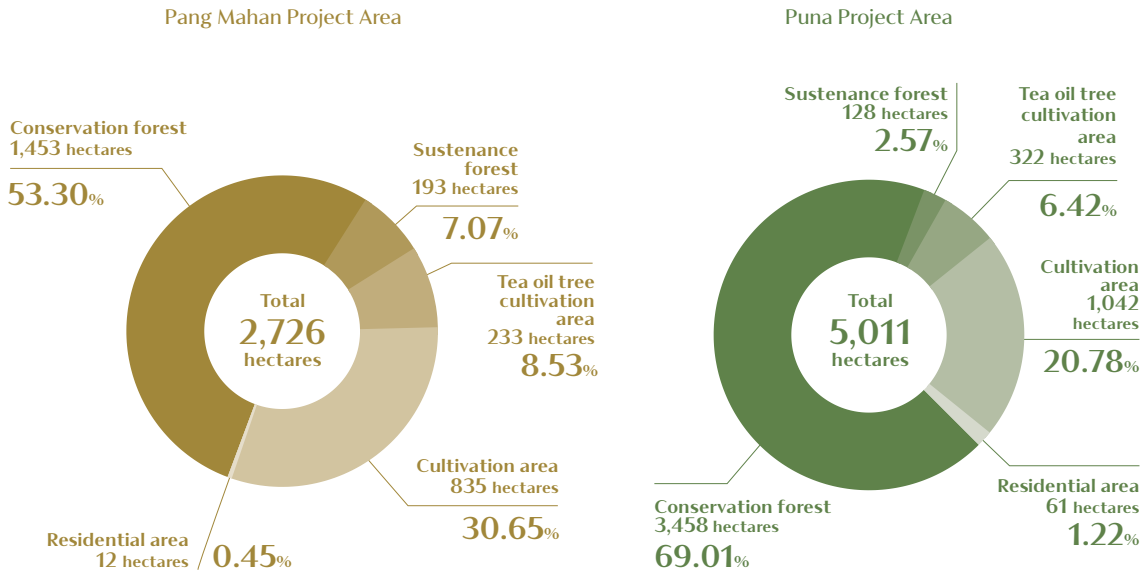 Pang Mahan Project Area
Conservation forest
1,453 hectares
53.30%
Sustenance
forest
193 hectares
7.07%
Tea oil tree
cultivation
area
233 hectares
8.53%
Total
2,726
hectares
Cultivation area
835 hectares
30.65%
Residential area
12 hectares
0.45%
Puna Project Area
Sustenance forest
128 hectares
2.57%
Tea oil tree
cultivation
area
322 hectares
6.42%
Cultivation
area
1,042
hectares
20.78%
Total
5,011
hectares
Residential area
61 hectares
1.22%
Conservation forest
3,458 hectares
69.01%